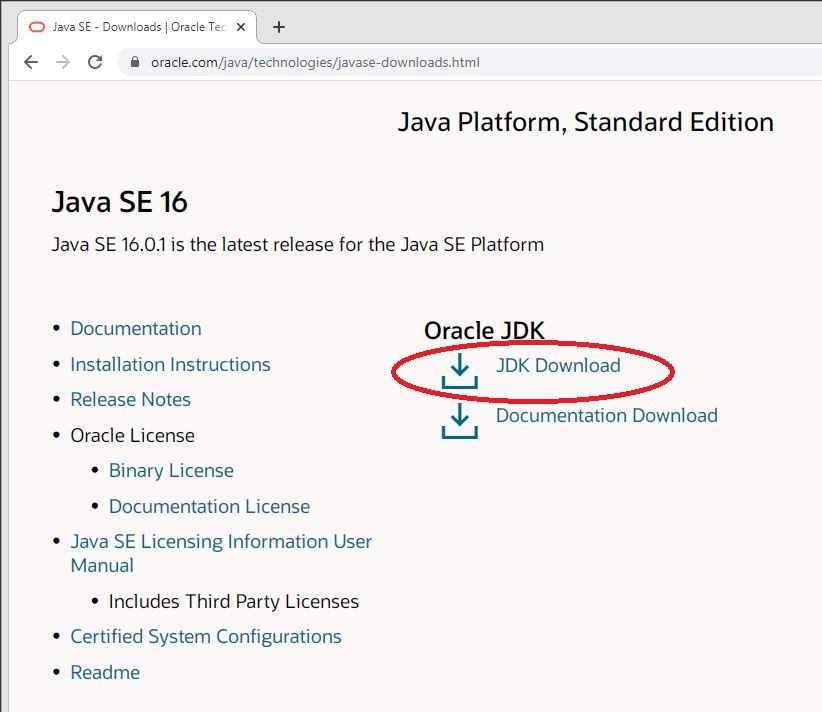 Java SE - Downloads | Oracle Tec
oracle.com/java/technologies/javase-downloads.html
Java Platform, Standard Edition
Java SE 16
Java SE 16.0.1 is the latest release for the Java SE Platform
Documentation
Installation Instructions
Release Notes
Oracle License
Binary License
Documentation License
Java SE Licensing Information User
Manual
Includes Third Party Licenses
Certified System Configurations
Readme
Oracle JDK
JDK Download
Documentation Download